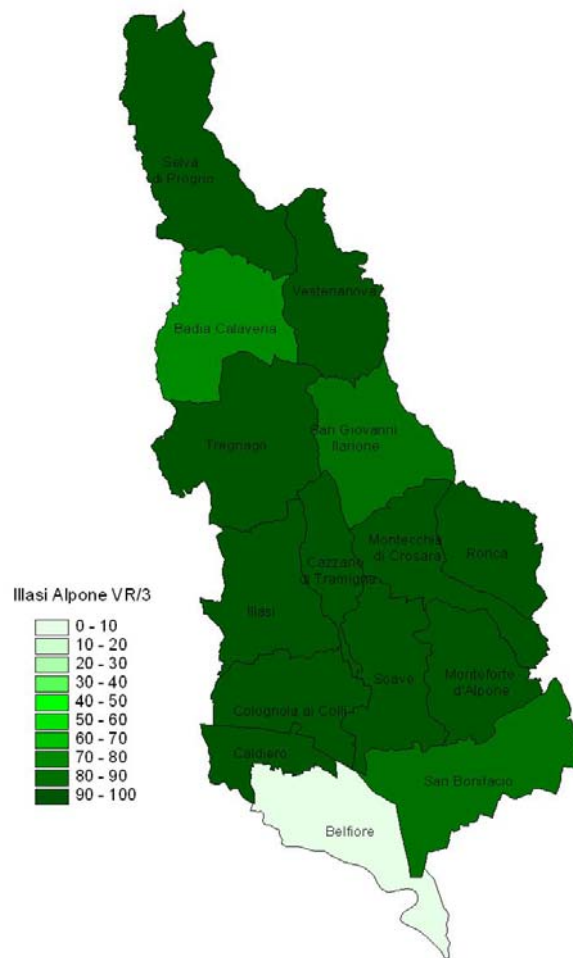 Selva
di Progno
Vestenanova
Badia Calavena
San Giovanni
Ilarione
Tregnago
Montecchia
di Crosara
Ronca
Cazzano
di Tramigna
Illasi
Illasi Alpone VR/3
0 - 10
10 - 20
20 - 30
30 - 40
40 - 50
50 - 60
60 - 70
70 - 80
80 - 90
90 - 100
Soave
Monteforte
d'Alpone
Colognola ai Colli
Caldiero
San Bonifacio
Belfiore